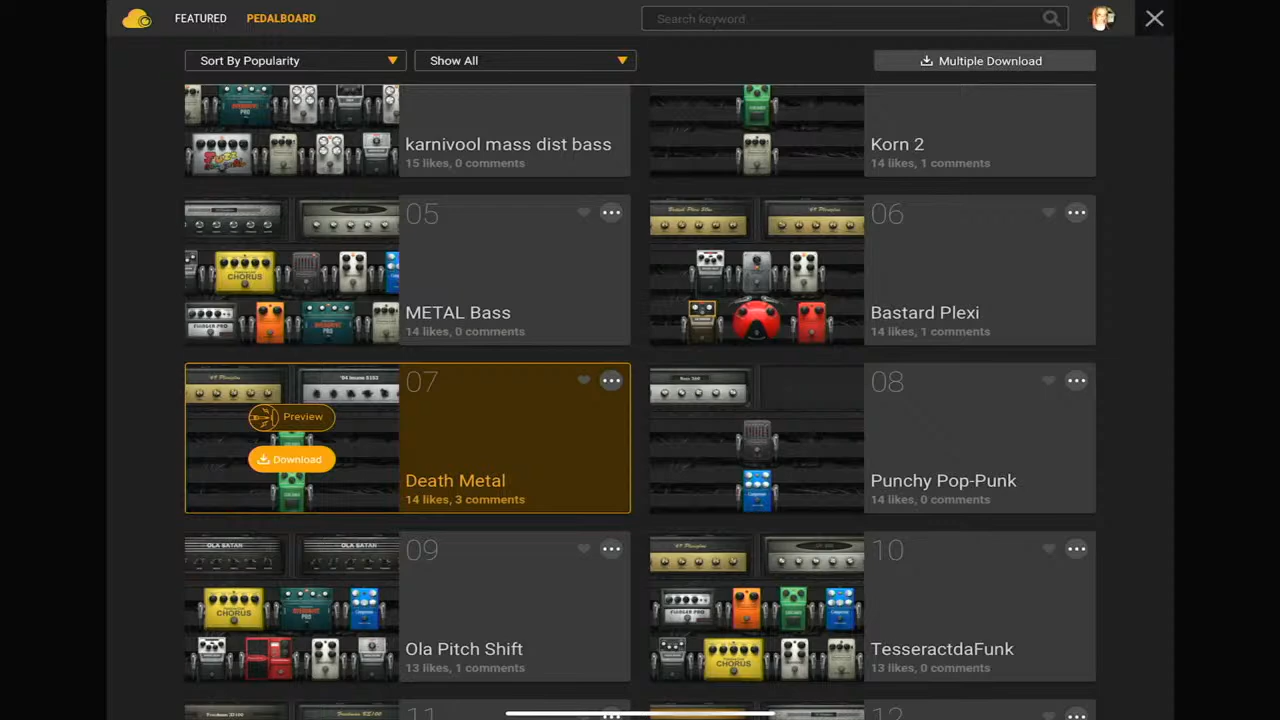 FEATURED
PEDALBOARD
Search keyword
Sort By Popularity
Show All
Multiple Download
karnivool mass dist bass
15 likes, 0 comments
Korn 2
14 likes, 1 comments
05
CHORUS
METAL Bass
14 likes, 0 comments
06
Bastard Plexi
14 likes, 1 comments
Preview
Download
07
Death Metal
14 likes, 3 comments
08
Punchy Pop-Punk
14 likes, 0 comments
OLA SATAN
OLA SATAN
CHORUS
09
Ola Pitch Shift
13 likes, 1 comments
CHORUS
10
TesseractdaFunk
13 likes, 0 comments
11
12